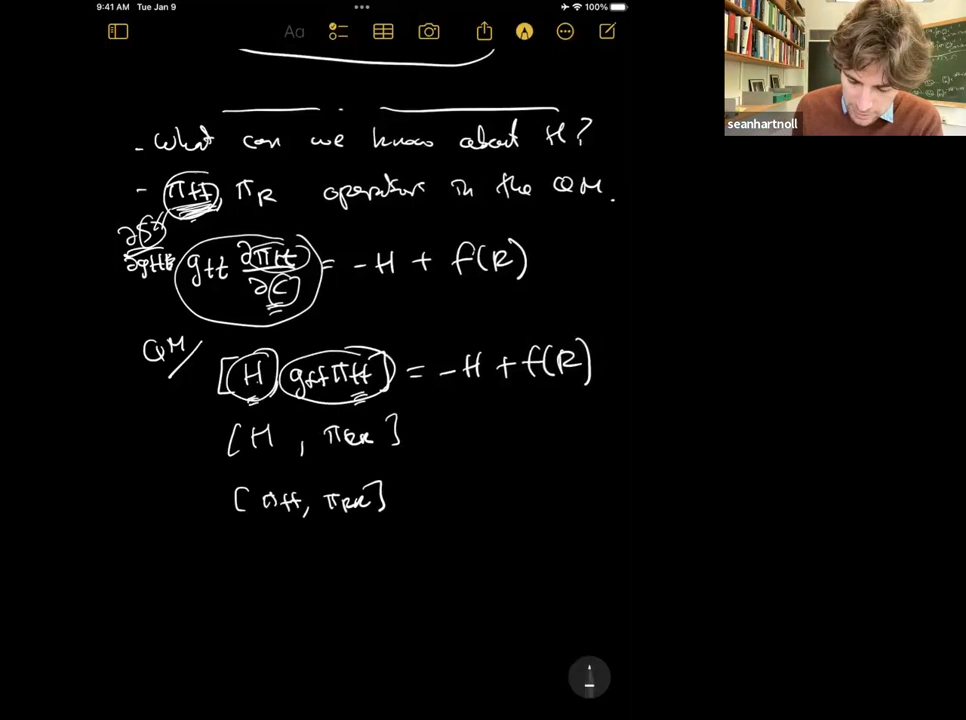 9:41 AM Tue Jan 9
100%
Aa
seanhartnoll
- What can we know about H?
- πtt, πR operators in the QM.
∂S
∂gtt
gtt ∂πtt/∂C = -H + f(R)
QM/
[H, gttπtt] = -H + f(R)
[H, πRR]
[πtt, πRR]